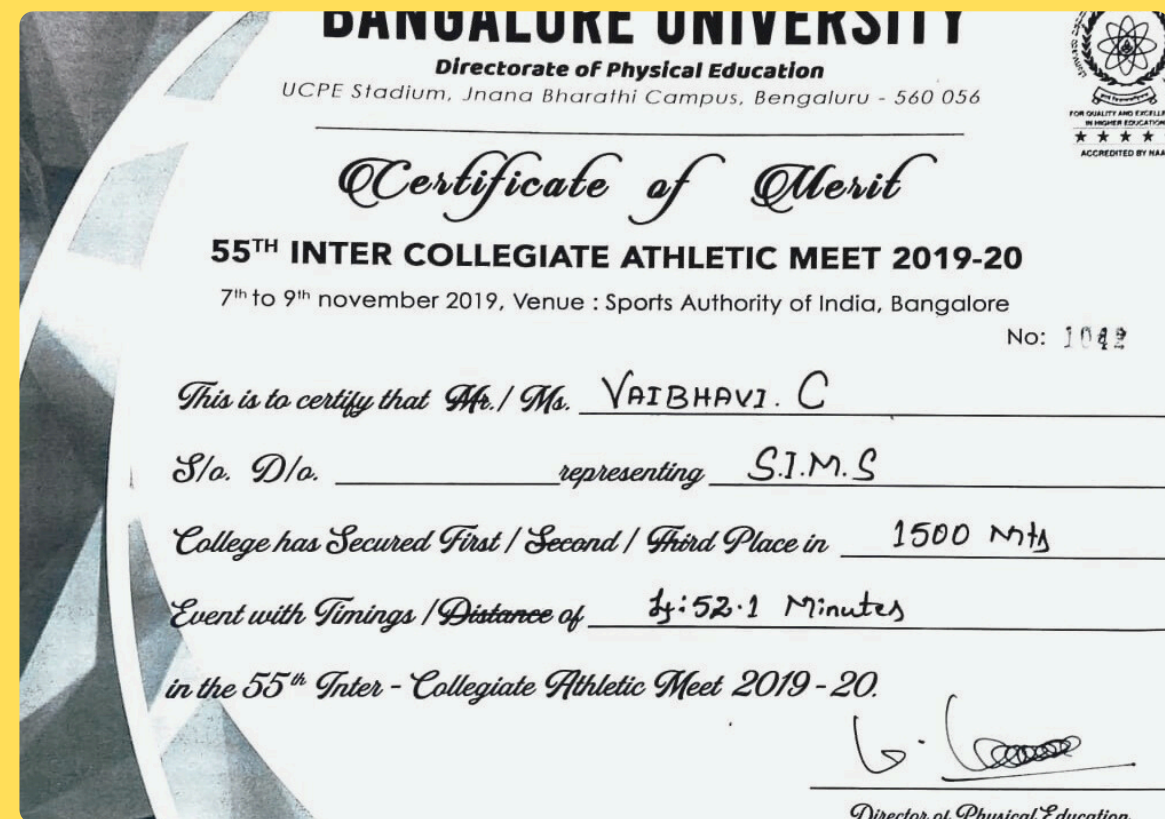 BANGALORE UNIVERSITY
Directorate of Physical Education
UCPE Stadium, Jnana Bharathi Campus, Bengaluru - 560 056
FOR QUALITY AND EXCELLE
IN HIGHER EDUCATION
★ ★ ★ ★
ACCREDITED BY NAA
Certificate of Merit
55TH INTER COLLEGIATE ATHLETIC MEET 2019-20
7th to 9th november 2019, Venue : Sports Authority of India, Bangalore
No: 1042
This is to certify that Mr./ Ms. VAIBHAVI. C
S/o. D/o. representing S.I.M.S
College has Secured First / Second / Third Place in 1500 Mts
Event with Timings / Distance of 4:52.1 Minutes
in the 55th Inter - Collegiate Athletic Meet 2019 - 20.
Director of Physical Education